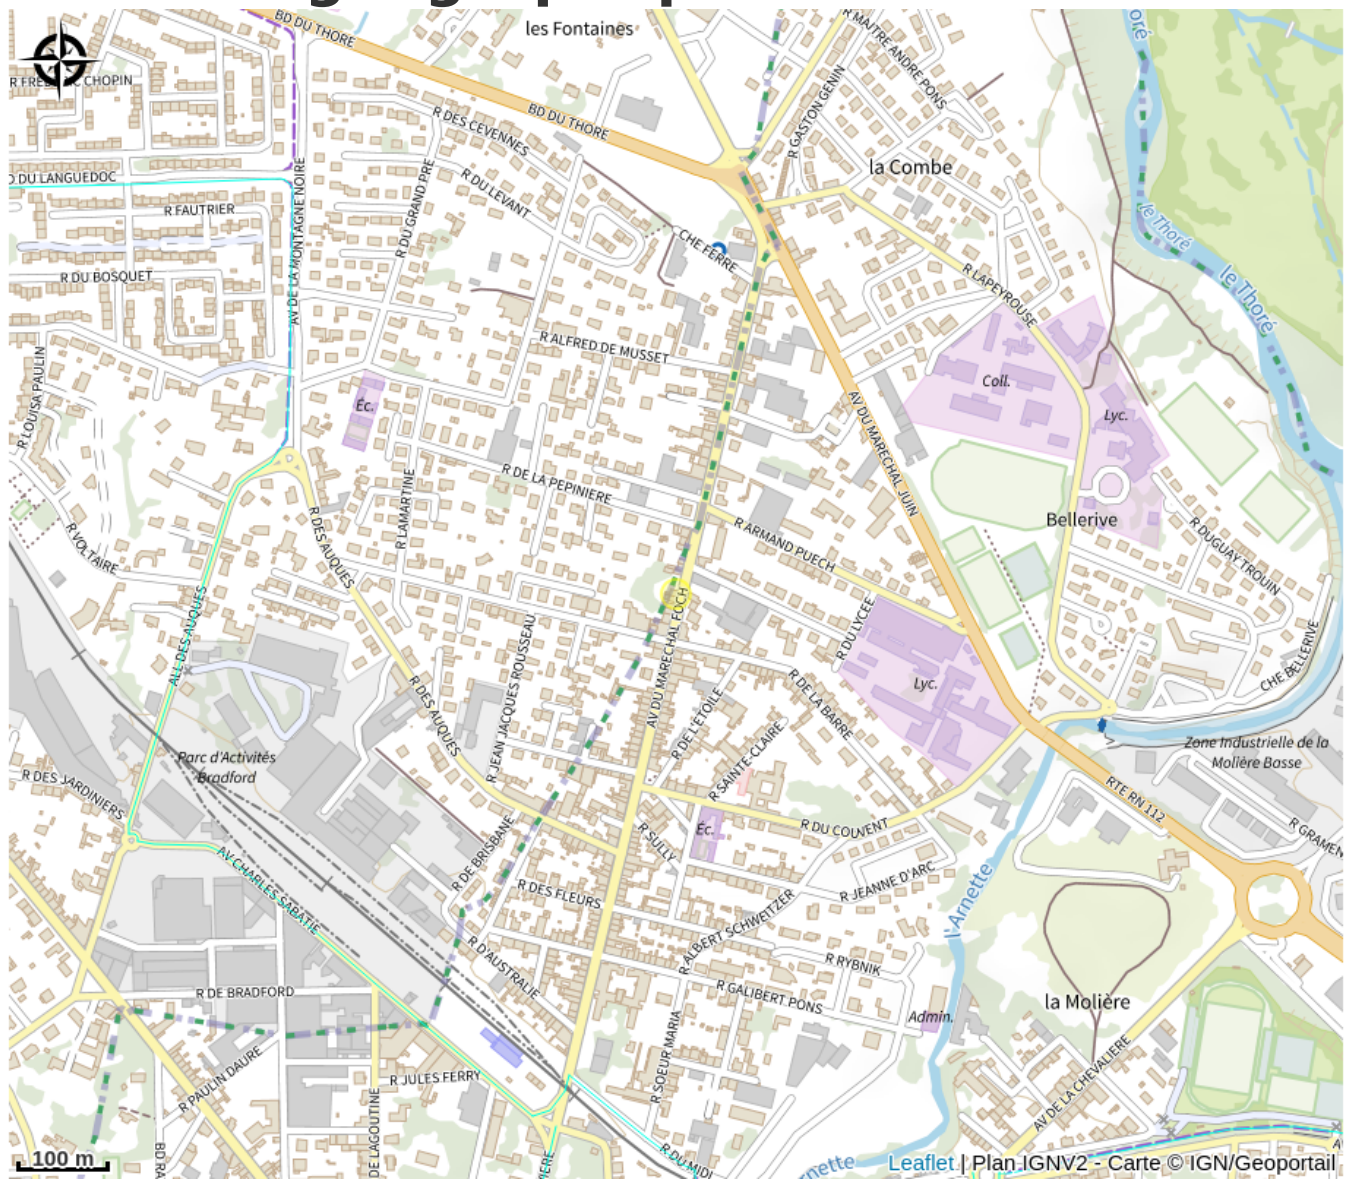 BD DU THORE
les Fontaines
R MAITRE ANDRE PONS
BD DU THORE
R GASTON GENIN
R DES CEVENNES
la Combe
DU LANGUEDOC
R DU LEVANT
le Thoré
R FAUTRIER
R DU GRAND PRE
AV DE LA MONTAGNE NOIRE
CHE FERRE
R DU BOSQUET
R LAPEYROUSE
le Thoré
R ALFRED DE MUSSET
R LOUISA PAULIN
Coll.
Éc.
AV DU MARECHAL JUIN
Lyc.
R DE LA PEPINIERE
R LAMARTINE
Bellerive
R VOLTAIRE
R DES AUQUES
R ARMAND PUECH
R DUGUAY TROUIN
ALL DES AUQUES
AV DU MARECHAL FOCH
R DU LYCEE
CHE BELLERIVE
R JEAN JACQUES ROUSSEAU
R DES AUQUES
Lyc.
R DE LA BARRE
R DE L'ETOILE
R SAINTE-CLAIRE
Parc d'Activités
Bradford
Zone Industrielle de la
Molière Basse
R DES JARDINIERS
RTE RN 112
Éc.
R DU COUVENT
R SULLY
R DE BRISBANE
AV CHARLES SABATIE
R DES FLEURS
R JEANNE D'ARC
l'Arnette
R ALBERT SCHWEITZER
R D'AUSTRALIE
R RYBNIK
R DE BRADFORD
R GALIBERT PONS
la Molière
Admin.
R SOEUR MARIA
R PAULIN DAURE
R JULES FERRY
AV DE LA CHEVALIERE
DE LAGOUTINE
R DU MIDI
100 m
Leaflet | Plan IGNV2 - Carte © IGN/Geoportail